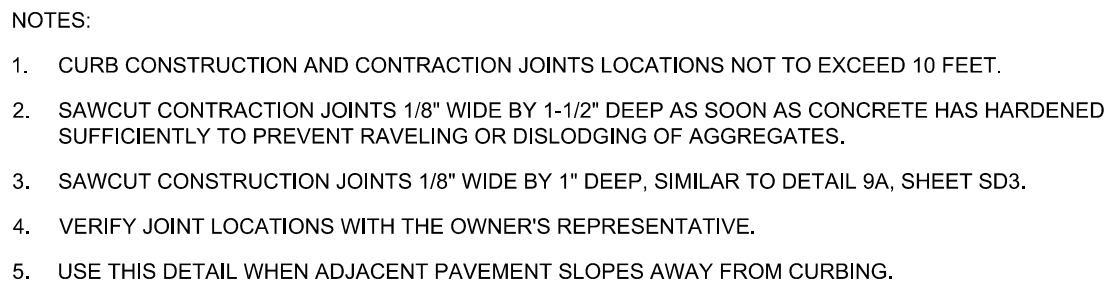 NOTES:
1. CURB CONSTRUCTION AND CONTRACTION JOINTS LOCATIONS NOT TO EXCEED 10 FEET.
2. SAWCUT CONTRACTION JOINTS 1/8" WIDE BY 1-1/2" DEEP AS SOON AS CONCRETE HAS HARDENED
SUFFICIENTLY TO PREVENT RAVELING OR DISLODGING OF AGGREGATES.
3. SAWCUT CONSTRUCTION JOINTS 1/8" WIDE BY 1" DEEP, SIMILAR TO DETAIL 9A, SHEET SD3.
4. VERIFY JOINT LOCATIONS WITH THE OWNER'S REPRESENTATIVE.
5. USE THIS DETAIL WHEN ADJACENT PAVEMENT SLOPES AWAY FROM CURBING.